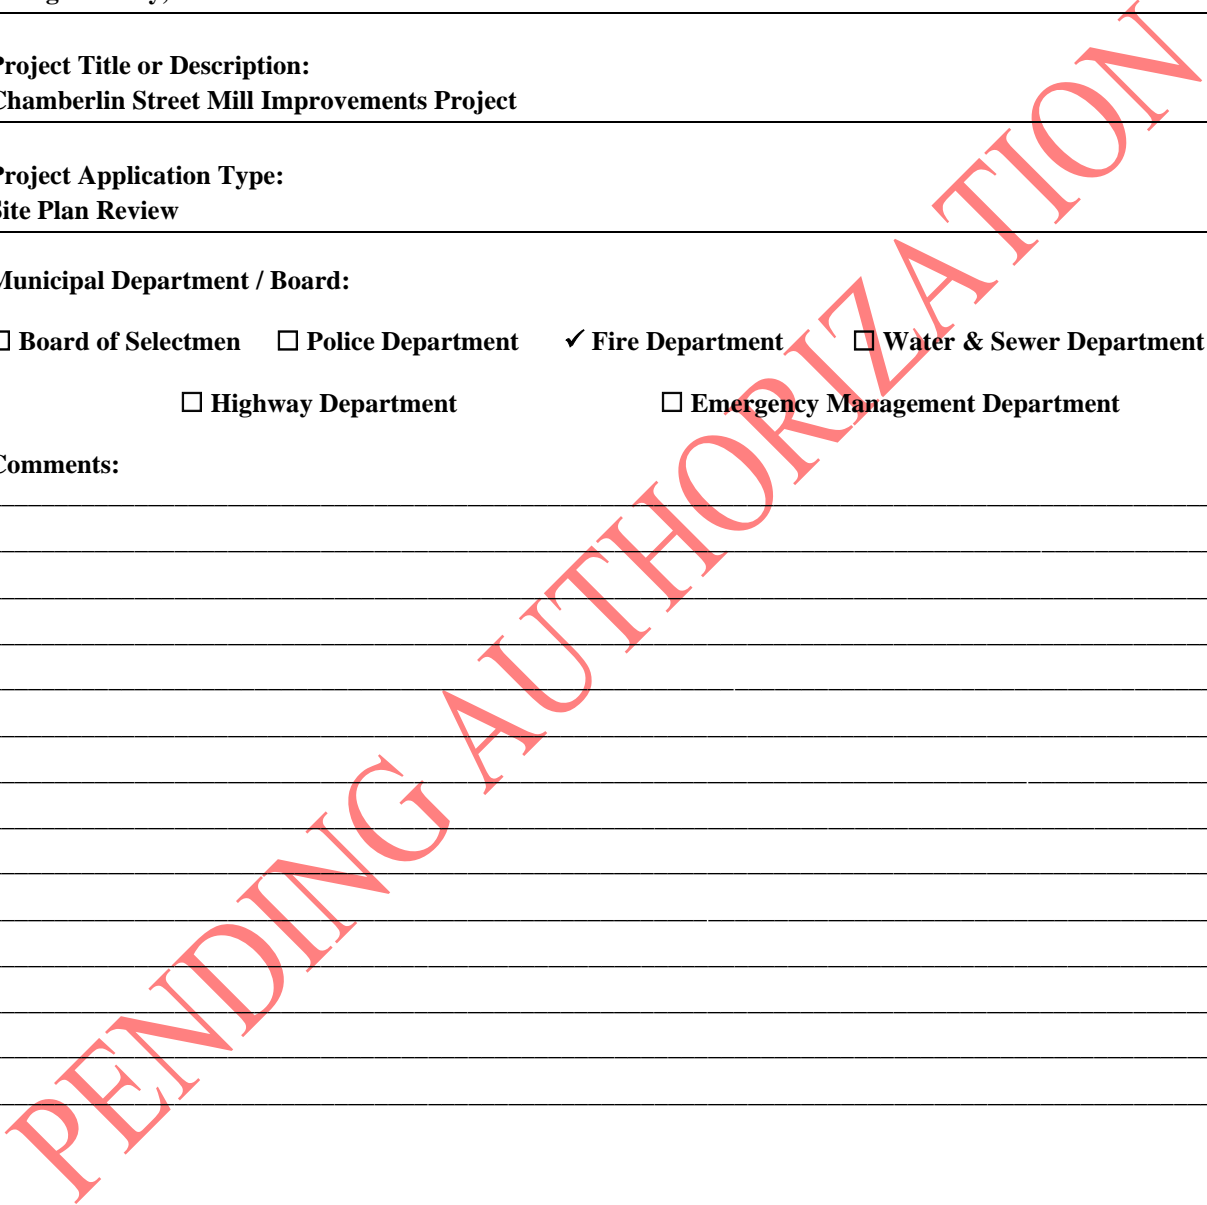 Project Title or Description:
Chamberlin Street Mill Improvements Project
Project Application Type:
Site Plan Review
Municipal Department / Board:
☐ Board of Selectmen ☐ Police Department ✓ Fire Department ☐ Water & Sewer Department
☐ Highway Department ☐ Emergency Management Department
Comments:
PENDING AUTHORIZATION